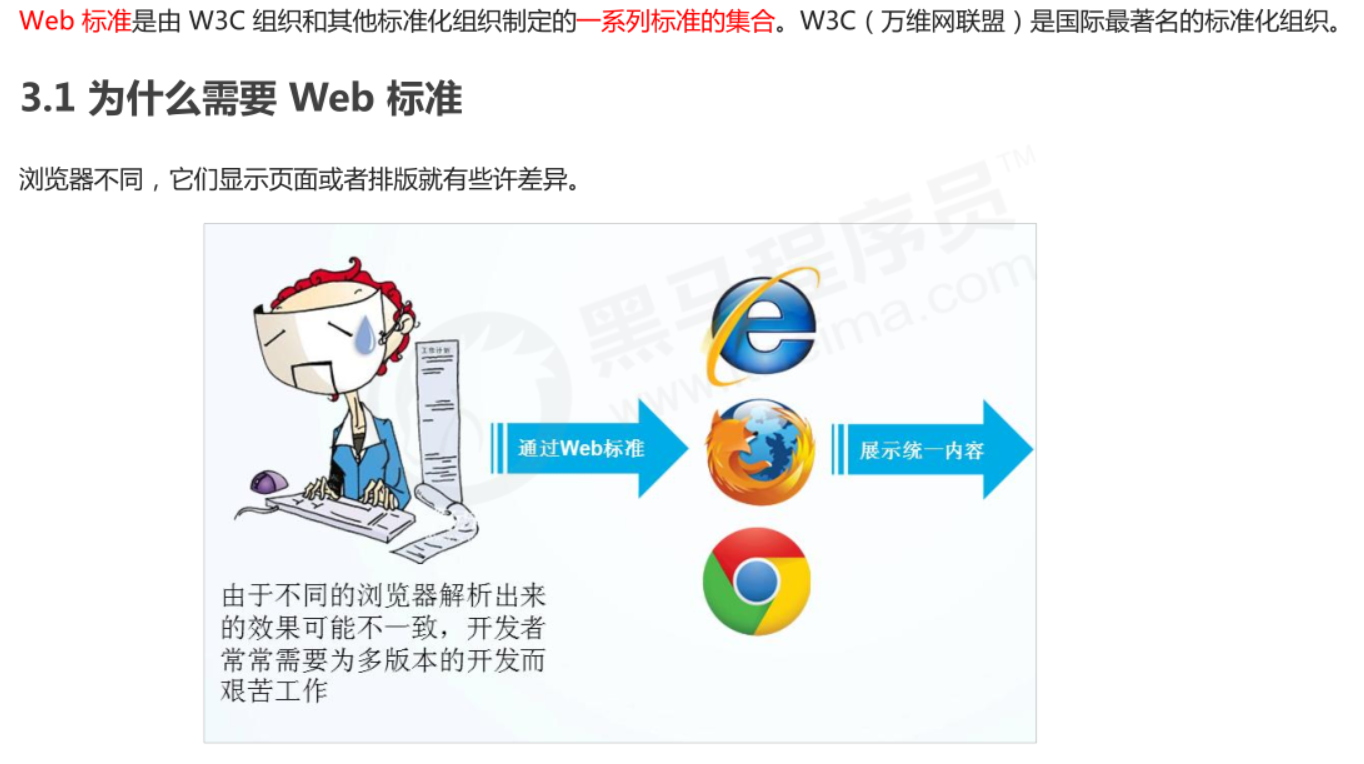 Web 标准是由 W3C 组织和其他标准化组织制定的一系列标准的集合。W3C（万维网联盟）是国际最著名的标准化组织。
3.1 为什么需要 Web 标准
浏览器不同，它们显示页面或者排版就有些许差异。
黑马程序员™
工作计划
通过Web标准
展示统一内容
由于不同的浏览器解析出来
的效果可能不一致，开发者
常常需要为多版本的开发而
艰苦工作